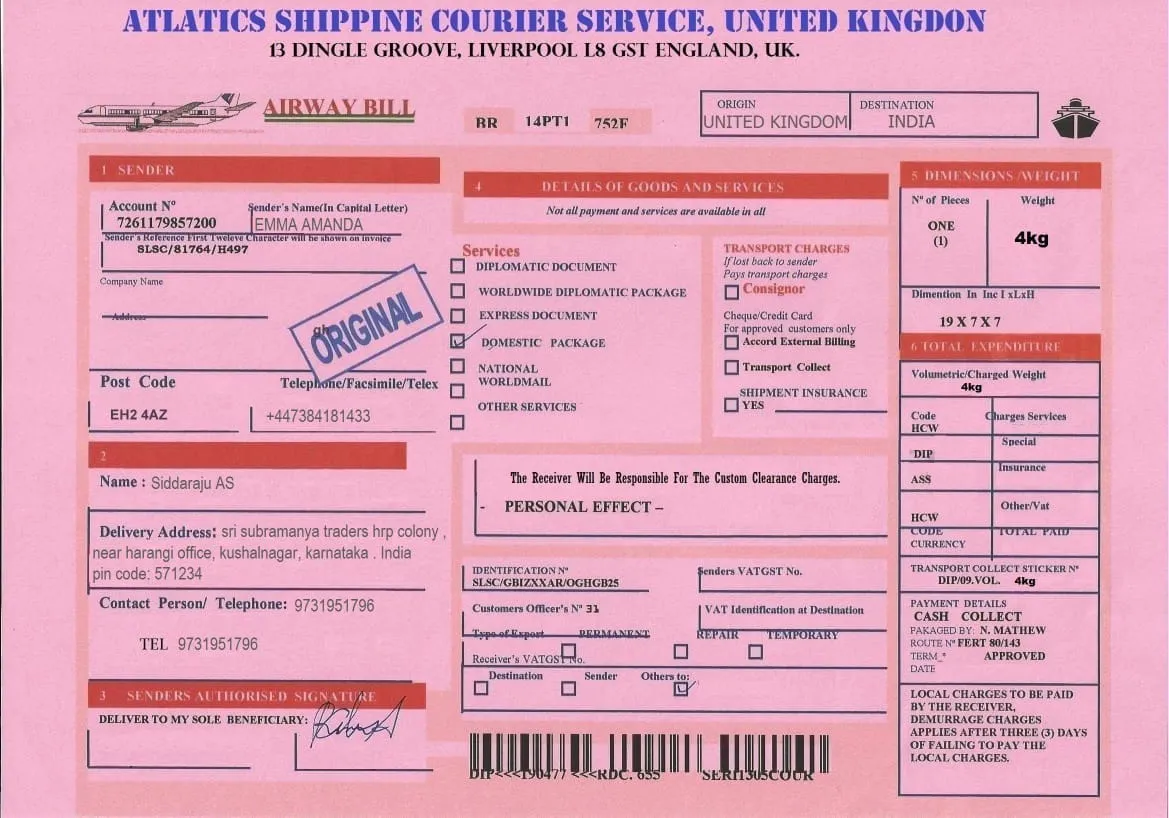 ATLATICS SHIPPINE COURIER SERVICE, UNITED KINGDON
13 DINGLE GROOVE, LIVERPOOL L8 GST ENGLAND, UK.
AIRWAY BILL
BR 14PT1 752F
ORIGIN
UNITED KINGDOM
DESTINATION
INDIA
1 SENDER
Account Nº
7261179857200
Sender's Name(In Capital Letter)
EMMA AMANDA
Sender's Reference First Tweleve Character will be shown on invoice
SLSC/81764/H497
Company Name
Address
ORIGINAL
Post Code
EH2 4AZ
Telephone/Facsimile/Telex
+447384181433
2
Name : Siddaraju AS
Delivery Address: sri subramanya traders hrp colony ,
near harangi office, kushalnagar, karnataka . India
pin code: 571234
Contact Person/ Telephone: 9731951796
TEL 9731951796
3 SENDERS AUTHORISED SIGNATURE
DELIVER TO MY SOLE BENEFICIARY:
4 DETAILS OF GOODS AND SERVICES
Not all payment and services are available in all
Services
DIPLOMATIC DOCUMENT
WORLDWIDE DIPLOMATIC PACKAGE
EXPRESS DOCUMENT
DOMESTIC PACKAGE
NATIONAL
WORLDMAIL
OTHER SERVICES
TRANSPORT CHARGES
If lost back to sender
Pays transport charges
Consignor
Cheque/Credit Card
For approved customers only
Accord External Billing
Transport Collect
SHIPMENT INSURANCE
YES
The Receiver Will Be Responsible For The Custom Clearance Charges.
- PERSONAL EFFECT –
IDENTIFICATION Nº
SLSC/GBIZXXAR/OGHGB25
Senders VATGST No.
Customers Officer's Nº 31
VAT Identification at Destination
Type of Export PERMANENT REPAIR TEMPORARY
Receiver's VATGST No.
Destination Sender Others to:
DIP<<<190477 <<<RDC. 655 SERI1305COUR
5 DIMENSIONS /WEIGHT
Nº of Pieces
ONE
(1)
Weight
4kg
Dimention In Inc I xLxH
19 X 7 X 7
6 TOTAL EXPENDITURE
Volumetric/Charged Weight
4kg
Code
HCW
Charges Services
Special
DIP
Insurance
ASS
Other/Vat
HCW
CODE
CURRENCY
TOTAL PAID
TRANSPORT COLLECT STICKER Nº
DIP/09.VOL. 4kg
PAYMENT DETAILS
CASH COLLECT
PAKAGED BY: N. MATHEW
ROUTE Nº FERT 80/143
TERM_* APPROVED
DATE
LOCAL CHARGES TO BE PAID
BY THE RECEIVER,
DEMURRAGE CHARGES
APPLIES AFTER THREE (3) DAYS
OF FAILING TO PAY THE
LOCAL CHARGES.